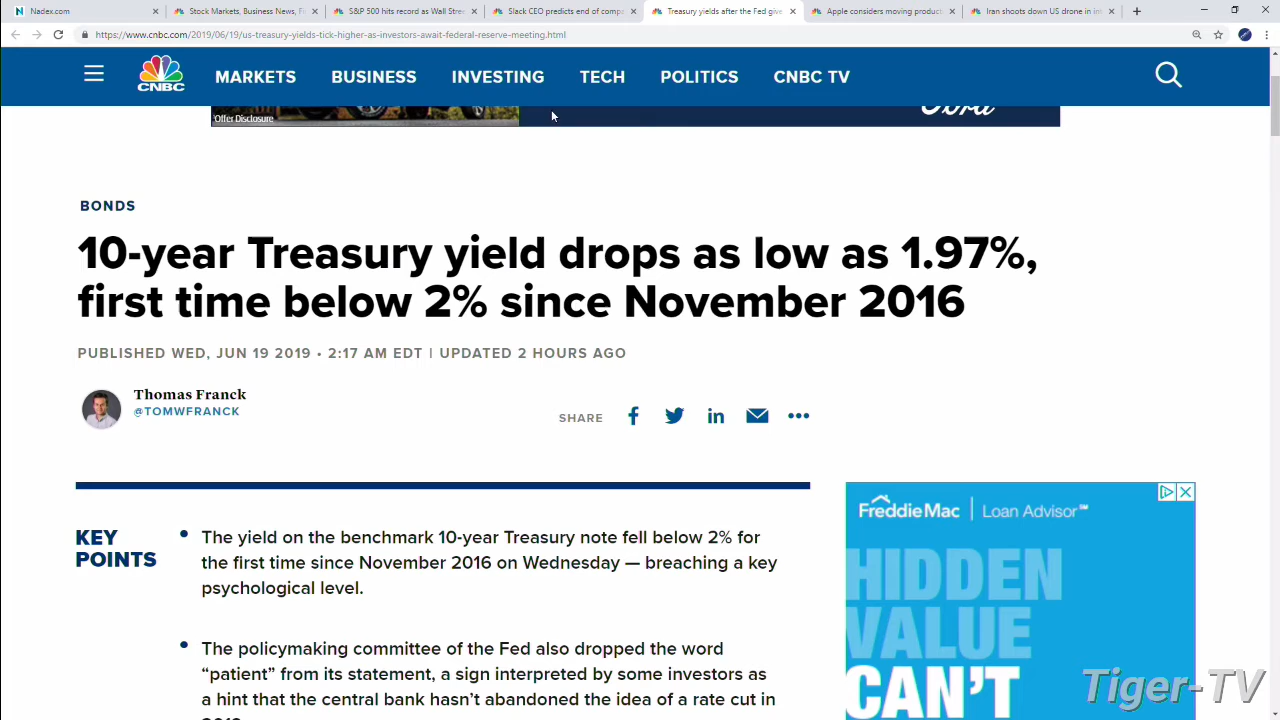 Nadex.com
Stock Markets, Business News, F
S&P 500 hits record as Wall Stree
Slack CEO predicts end of compa
Treasury yields after the Fed give
Apple considers moving product
Iran shoots down US drone in in
https://www.cnbc.com/2019/06/19/us-treasury-yields-tick-higher-as-investors-await-federal-reserve-meeting.html
CNBC
MARKETS BUSINESS INVESTING TECH POLITICS CNBC TV
Offer Disclosure
Ford
BONDS
10-year Treasury yield drops as low as 1.97%,
first time below 2% since November 2016
PUBLISHED WED, JUN 19 2019 • 2:17 AM EDT | UPDATED 2 HOURS AGO
Thomas Franck
@TOMWFRANCK
SHARE
KEY
POINTS
The yield on the benchmark 10-year Treasury note fell below 2% for
the first time since November 2016 on Wednesday — breaching a key
psychological level.
The policymaking committee of the Fed also dropped the word
“patient” from its statement, a sign interpreted by some investors as
a hint that the central bank hasn’t abandoned the idea of a rate cut in
FreddieMac | Loan Advisor℠
HIDDEN
VALUE
CAN'T
Tiger-TV